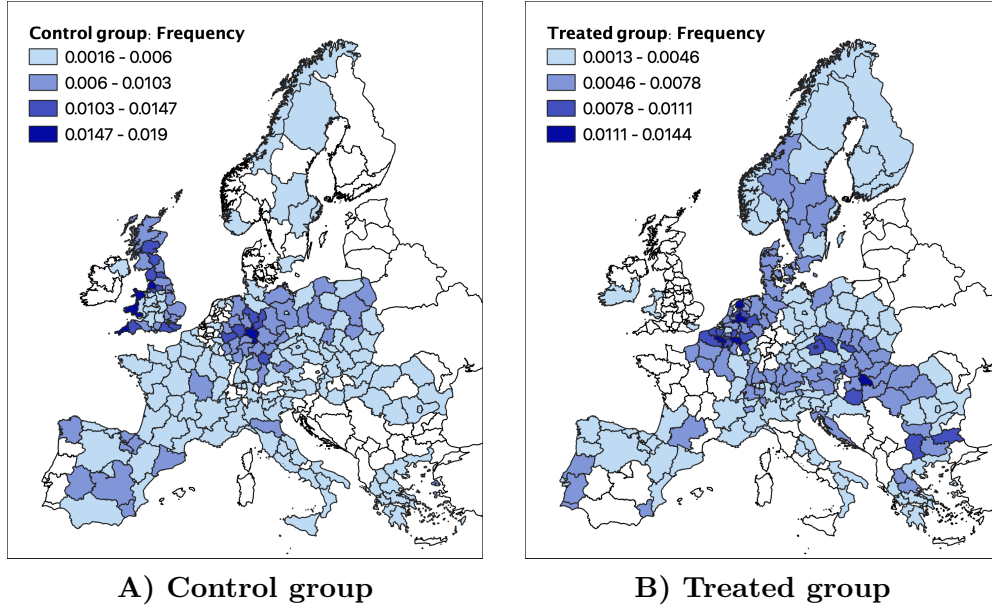 Control group: Frequency
0.0016 - 0.006
0.006 - 0.0103
0.0103 - 0.0147
0.0147 - 0.019
Treated group: Frequency
0.0013 - 0.0046
0.0046 - 0.0078
0.0078 - 0.0111
0.0111 - 0.0144
A) Control group
B) Treated group